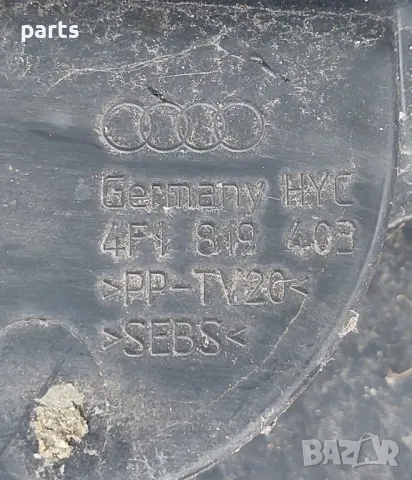 parts
Germany HYC
4F1 819 403
>PP-TV20<
>SEBS<
BAZAR